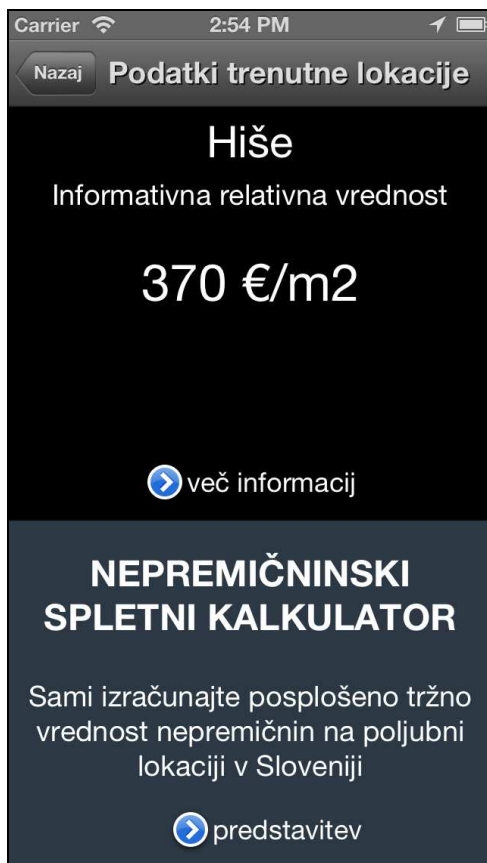 Carrier 2:54 PM
Nazaj Podatki trenutne lokacije
Hiše
Informativna relativna vrednost
370 €/m2
več informacij
NEPREMIČNINSKI
SPLETNI KALKULATOR
Sami izračunajte posplošeno tržno
vrednost nepremičnin na poljubni
lokaciji v Sloveniji
predstavitev